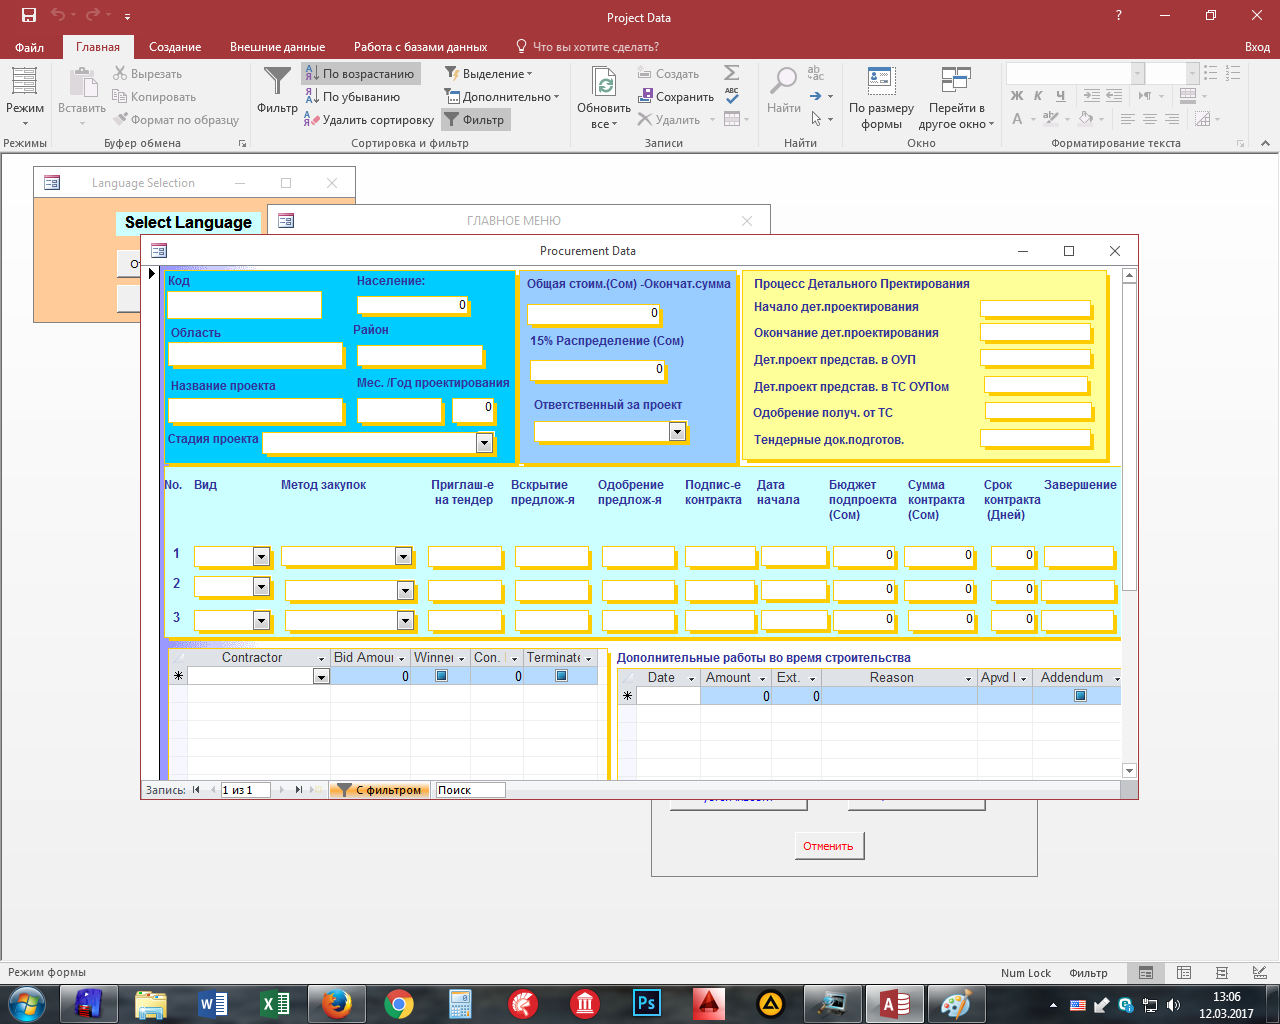 Project Data
?
Файл
Главная
Создание
Внешние данные
Работа с базами данных
Что вы хотите сделать?
Вход
Режим
Режимы
Вставить
Вырезать
Копировать
Формат по образцу
Буфер обмена
Фильтр
По возрастанию
По убыванию
Удалить сортировку
Выделение
Дополнительно
Фильтр
Сортировка и фильтр
Обновить
все
Создать
Сохранить
Удалить
ABC
Записи
Найти
ab
ac
Найти
По размеру
формы
Перейти в
другое окно
Окно
Ж К Ч
A
Форматирование текста
Language Selection
Select Language
ГЛАВНОЕ МЕНЮ
Procurement Data
Код
Население:
0
Область
Район
Название проекта
Мес. /Год проектирования
0
Стадия проекта
Общая стоим.(Сом) -Окончат.сумма
0
15% Распределение (Сом)
0
Ответственный за проект
Процесс Детального Пректирования
Начало дет.проектирования
Окончание дет.проектирования
Дет.проект представ. в ОУП
Дет.проект представ. в ТС ОУПом
Одобрение получ. от ТС
Тендерные док.подготов.
No.
Вид
Метод закупок
Приглаш-е
на тендер
Вскрытие
предлож-я
Одобрение
предлож-я
Подпис-е
контракта
Дата
начала
Бюджет
подпроекта
(Сом)
Сумма
контракта
(Сом)
Срок
контракта
(Дней)
Завершение
1 0 0 0
2 0 0 0
3 0 0 0
Contractor Bid Amour Winner Con. Terminate
0 0
Дополнительные работы во время строительства
Date Amount Ext. Reason Apvd Addendum
0 0
Запись: 1 из 1 С фильтром Поиск
Отменить
Режим формы
Num Lock
Фильтр
13:06
12.03.2017